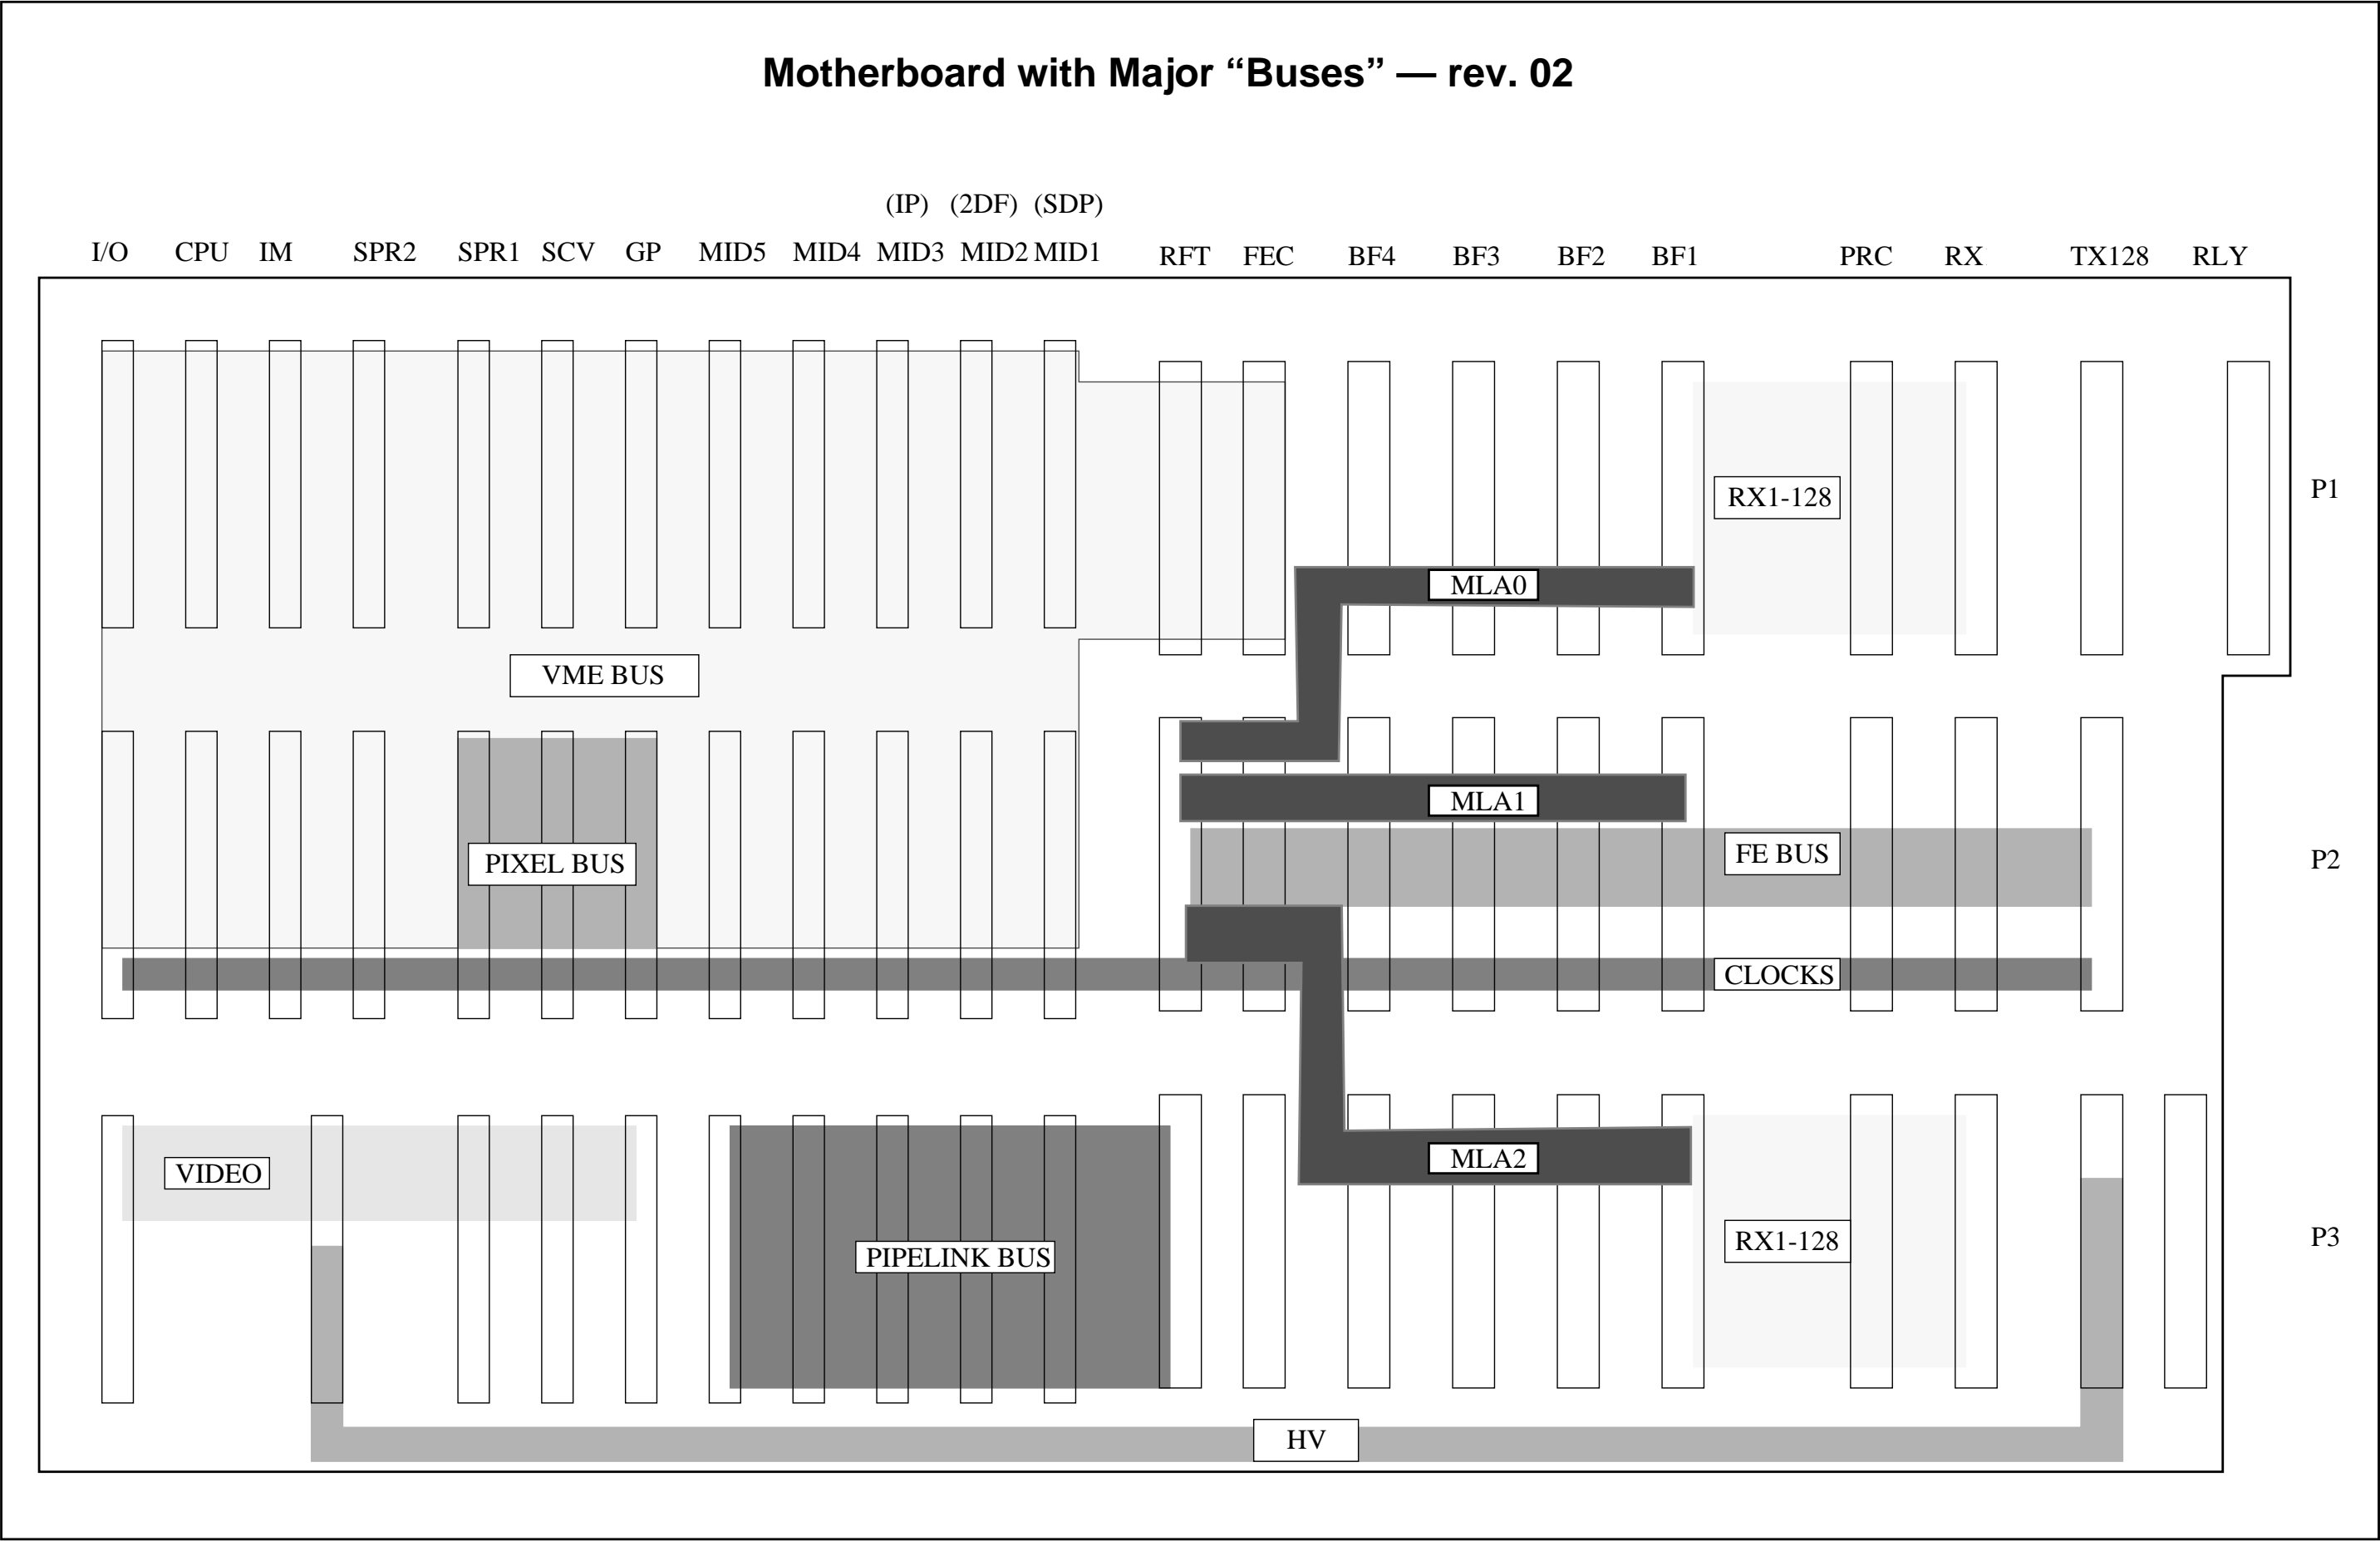 Motherboard with Major “Buses” — rev. 02
(IP) (2DF) (SDP)
I/O CPU IM SPR2 SPR1 SCV GP MID5 MID4 MID3 MID2 MID1 RFT FEC BF4 BF3 BF2 BF1 PRC RX TX128 RLY
P1
RX1-128
MLA0
VME BUS
MLA1
FE BUS
P2
PIXEL BUS
CLOCKS
MLA2
VIDEO
P3
RX1-128
PIPELINK BUS
HV